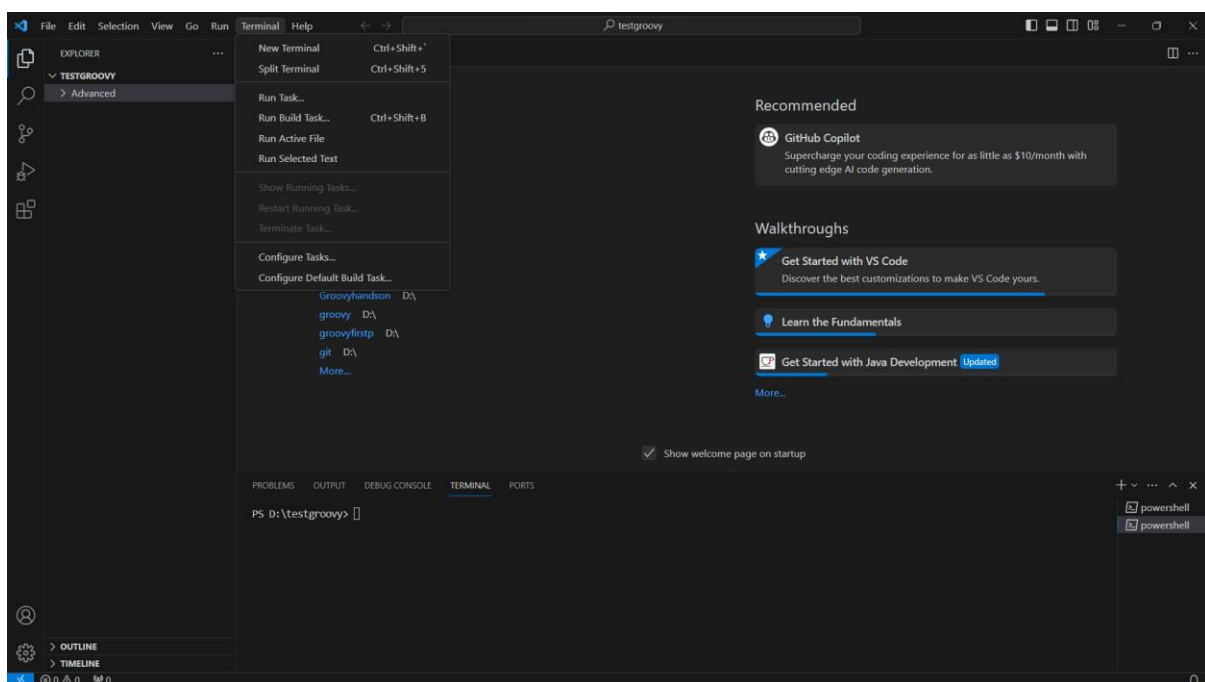 File Edit Selection View Go Run Terminal Help
testgroovy
EXPLORER
TESTGROOVY
Advanced
New Terminal Ctrl+Shift+`
Split Terminal Ctrl+Shift+5
Run Task...
Run Build Task... Ctrl+Shift+B
Run Active File
Run Selected Text
Show Running Tasks...
Restart Running Task...
Terminate Task...
Configure Tasks...
Configure Default Build Task...
Groovyhandson D:\
groovy D:\
groovyfirstp D:\
git D:\
More...
Recommended
GitHub Copilot
Supercharge your coding experience for as little as $10/month with
cutting edge AI code generation.
Walkthroughs
Get Started with VS Code
Discover the best customizations to make VS Code yours.
Learn the Fundamentals
Get Started with Java Development Updated
More...
Show welcome page on startup
PROBLEMS OUTPUT DEBUG CONSOLE TERMINAL PORTS
PS D:\testgroovy>
powershell
powershell
OUTLINE
TIMELINE
0 0 0